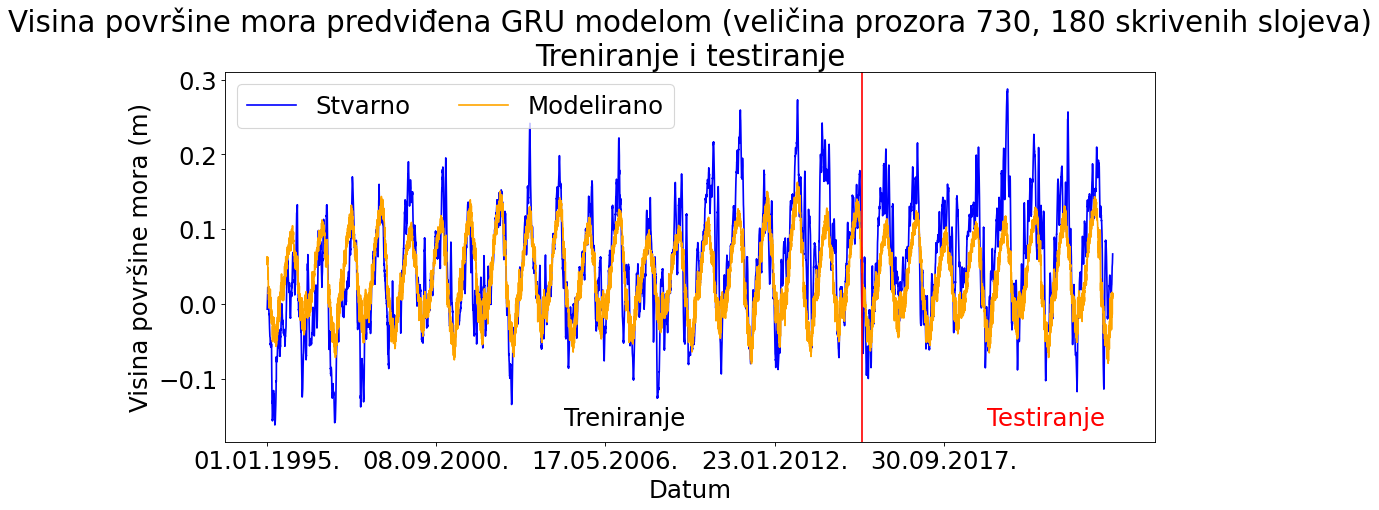 Visina površine mora predviđena GRU modelom (veličina prozora 730, 180 skrivenih slojeva)
Treniranje i testiranje
Stvarno
Modelirano
Visina površine mora (m)
0.3
0.2
0.1
0.0
−0.1
Treniranje
Testiranje
01.01.1995.
08.09.2000.
17.05.2006.
23.01.2012.
30.09.2017.
Datum